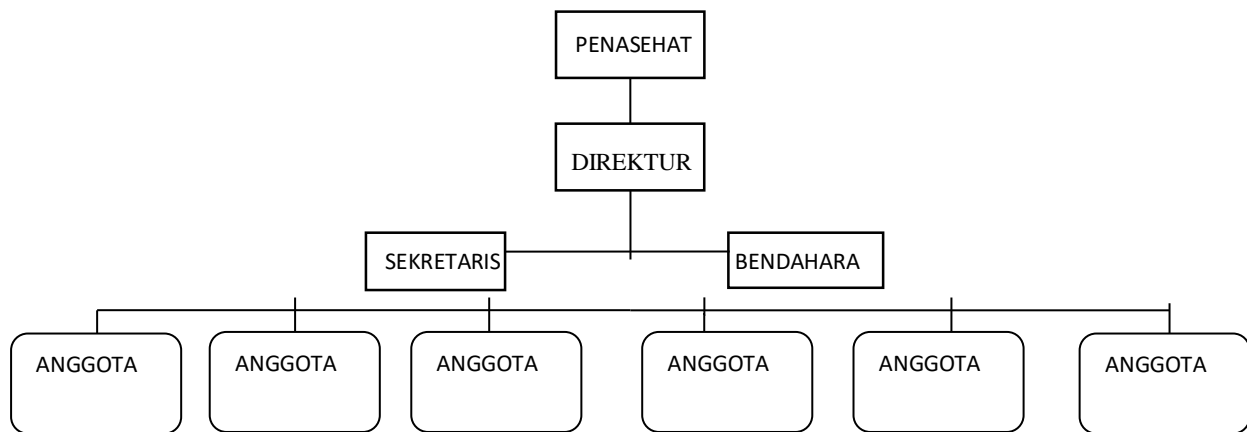 PENASEHAT
DIREKTUR
SEKRETARIS
BENDAHARA
ANGGOTA
ANGGOTA
ANGGOTA
ANGGOTA
ANGGOTA
ANGGOTA